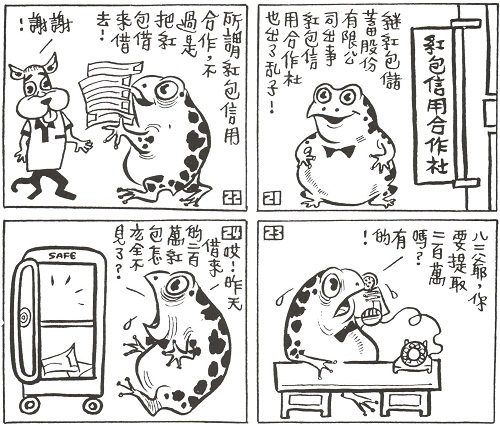 21
紅包信用合作社
繼紅包儲
蓄股份
有限公
司出事
紅包信
用合作社
也出了乱子!
22
所謂紅包信用
合作,不
過是
把紅
包借
來借
去!
謝謝!
23
八三爺,你
要提取
二百萬
嗎?
有
的!
24
哎!昨天
借來
的二百
萬紅
包怎
麼全不
見了?
SAFE